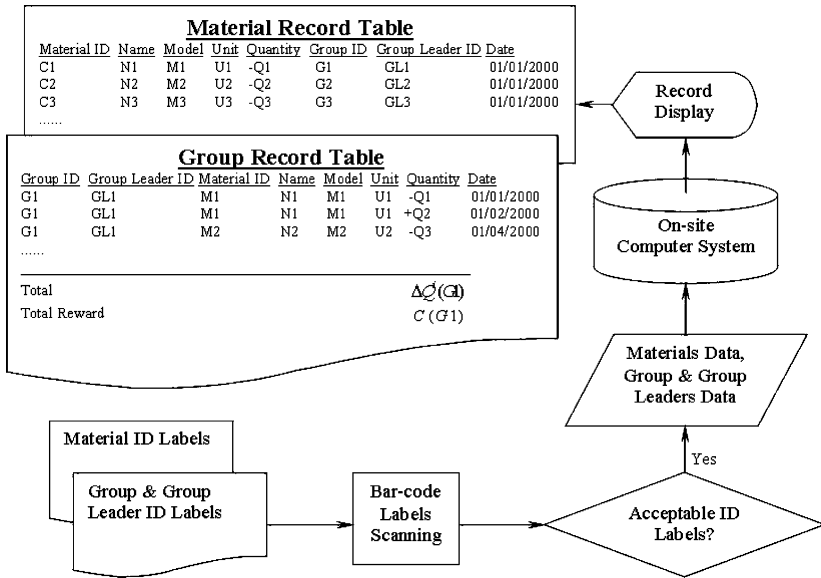 Material Record Table
Material ID Name Model Unit Quantity Group ID Group Leader ID Date
C1 N1 M1 U1 -Q1 G1 GL1 01/01/2000
C2 N2 M2 U2 -Q2 G2 GL2 01/01/2000
C3 N3 M3 U3 -Q3 G3 GL3 01/01/2000
......
Group Record Table
Group ID Group Leader ID Material ID Name Model Unit Quantity Date
G1 GL1 M1 N1 M1 U1 -Q1 01/01/2000
G1 GL1 M1 N1 M1 U1 +Q2 01/02/2000
G1 GL1 M2 N2 M2 U2 -Q3 01/04/2000
......
Total
Total Reward C (G1)
Record
Display
On-site
Computer System
Materials Data,
Group & Group
Leaders Data
Yes
Material ID Labels
Group & Group
Leader ID Labels
Bar-code
Labels
Scanning
Acceptable ID
Labels?